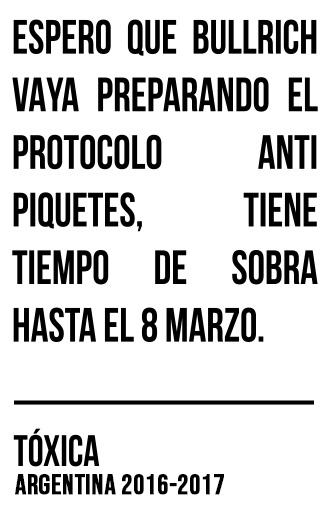 ESPERO QUE BULLRICH
VAYA PREPARANDO EL
PROTOCOLO ANTI
PIQUETES, TIENE
TIEMPO DE SOBRA
HASTA EL 8 MARZO.
TÓXICA
ARGENTINA 2016-2017